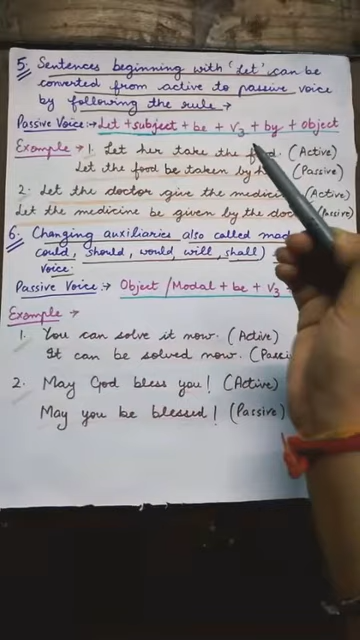 5. Sentences beginning with 'Let' can be
converted from active to passive voice
by following the rule →
Passive Voice:→ Let + subject + be + V3 + by + object
Example :→ 1. Let her take the food. (Active)
Let the food be taken by (Passive)
2. Let the doctor give the (Active)
Let the medicine be given by the (Passive)
6. Changing auxiliaries also called
could, should, would, will, shall)
voice:
Passive Voice:→ Object/Modal + be + V3 +
Example →
1. You can solve it now. (Active)
It can be solved now.
2. May God bless you! (Active)
May you be blessed! (Passive)